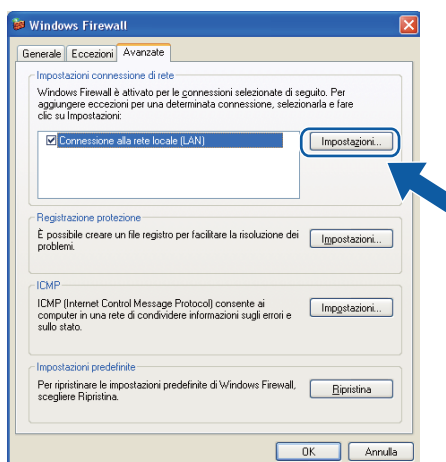 Windows Firewall
Generale Eccezioni Avanzate
Impostazioni connessione di rete
Windows Firewall è attivato per le connessioni selezionate di seguito. Per
aggiungere eccezioni per una determinata connessione, selezionarla e fare
clic su Impostazioni:
Connessione alla rete locale (LAN)
Impostazioni...
Registrazione protezione
È possibile creare un file registro per facilitare la risoluzione dei
problemi.
Impostazioni...
ICMP
ICMP (Internet Control Message Protocol) consente ai
computer in una rete di condividere informazioni sugli errori e
sullo stato.
Impostazioni...
Impostazioni predefinite
Per ripristinare le impostazioni predefinite di Windows Firewall,
scegliere Ripristina.
Ripristina
OK Annulla